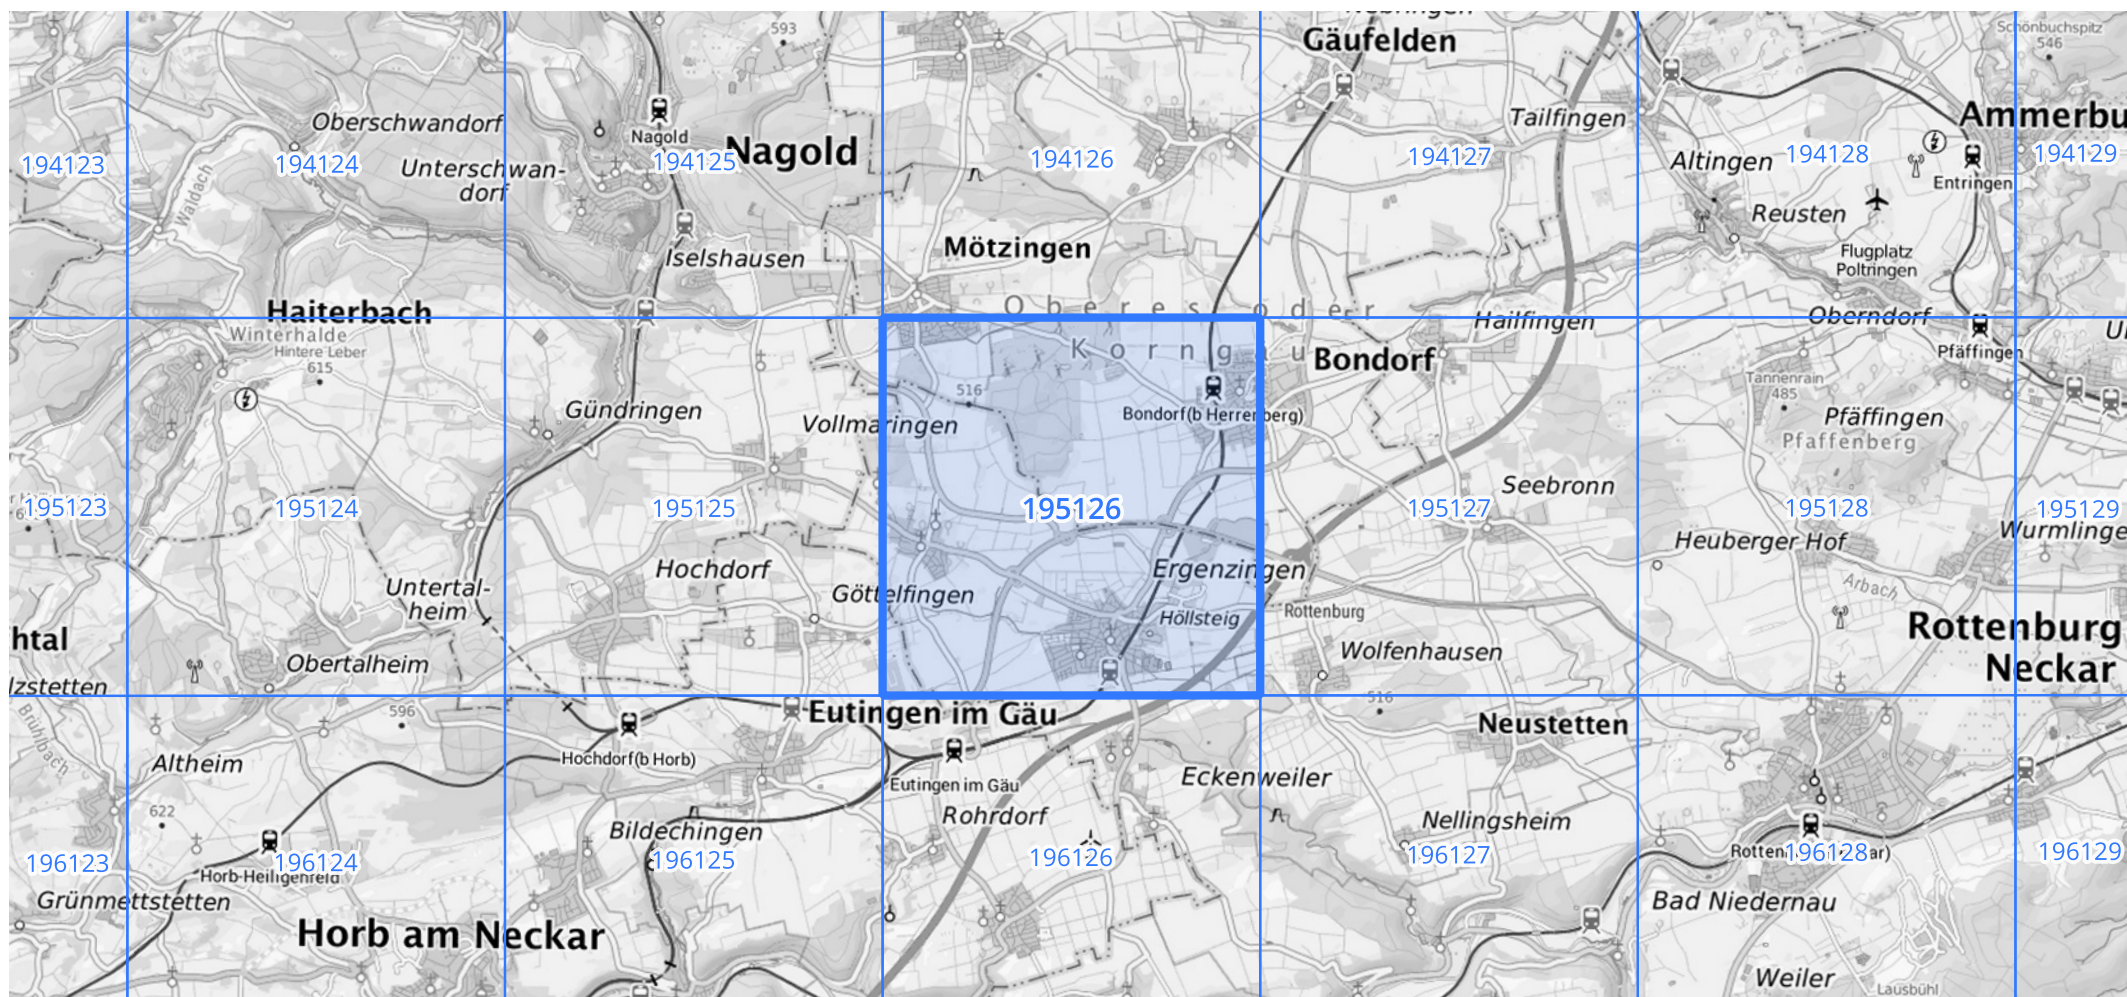 Gäufelden
593
Schönbuchspitz
546
Oberschwandorf
Nagold
Nagold
Tailfingen
Ammerbu
194123
194124
Unterschwan-
dorf
194125
194126
194127
Altingen
194128
194129
Entringen
Waldach
Reusten
Iselshausen
Mötzingen
Flugplatz
Poltringen
Haiterbach
Oberes
oder
Hailfingen
Oberndorf
Winterhalde
Hintere Leber
615
Korngäu
Bondorf
Pfäffingen
516
Tannenrain
485
Gündringen
Vollmaringen
Bondorf(b Herrenberg)
Pfäffingen
Pfaffenberg
195123
195124
195125
195126
195127
Seebronn
195128
195129
Wurmlinge
Heuberger Hof
Hochdorf
Ergenzingen
Untertal-
heim
Göttelfingen
Arbach
Höllsteig
Rottenburg
htal
Obertalheim
Wolfenhausen
Rottenburg
Neckar
lzstetten
Brühlbach
596
Eutingen im Gäu
516
Neustetten
Altheim
Hochdorf(b Horb)
Eutingen im Gäu
Eckenweiler
622
Bildechingen
Rohrdorf
Nellingsheim
196123
196124
196125
196126
196127
196128
196129
Horb-Heiligenfeld
Grünmettstetten
Bad Niedernau
Horb am Neckar
Weiler
Lausbühl